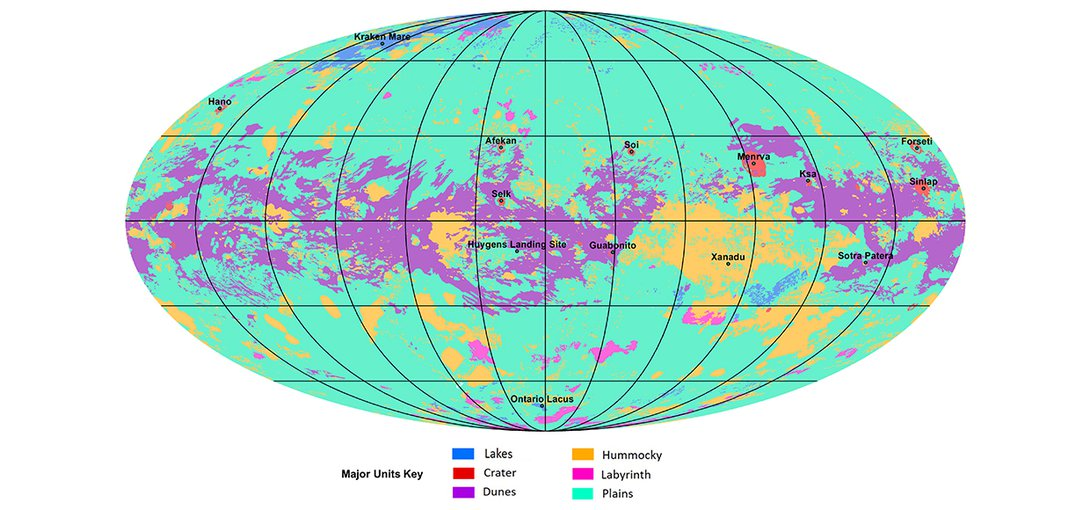 Kraken Mare
Hano
Afekan
Soi
Forseti
Menrva
Ksa
Sinlap
Selk
Huygens Landing Site
Guabonito
Xanadu
Sotra Patera
Ontario Lacus
Major Units Key
Lakes
Crater
Dunes
Hummocky
Labyrinth
Plains